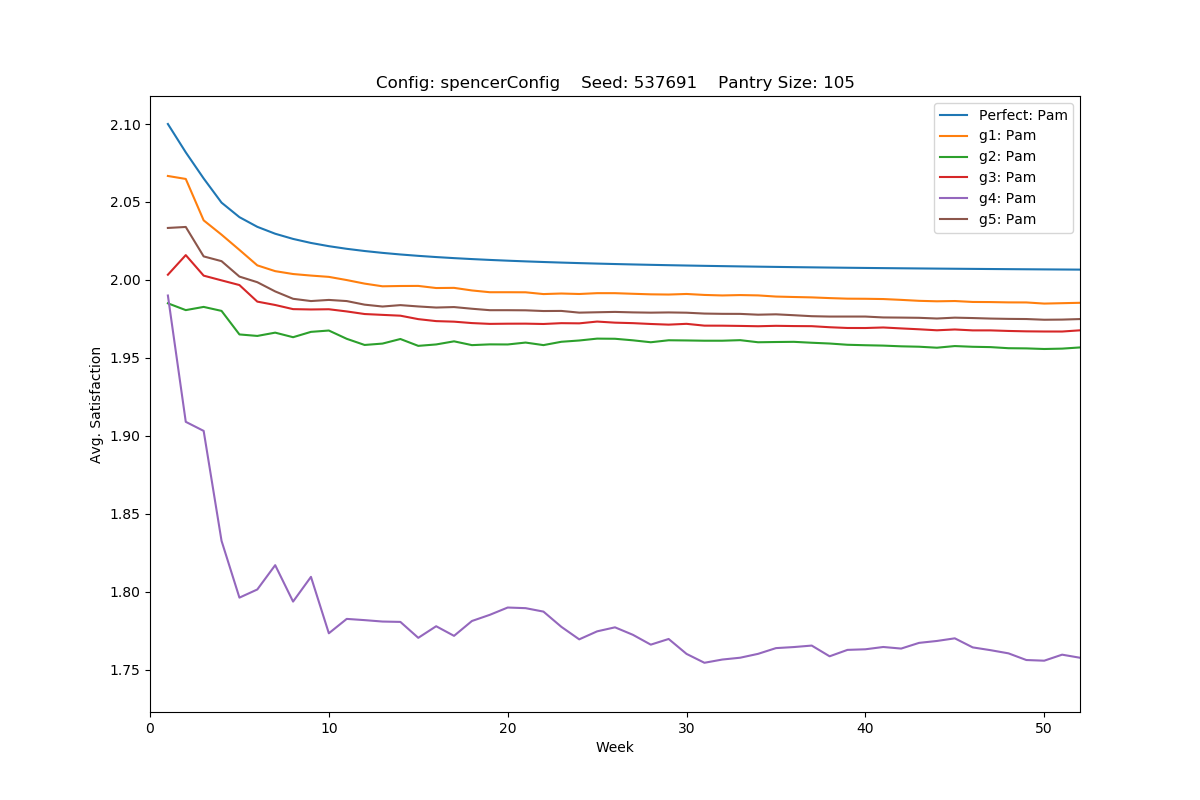 Config: spencerConfig    Seed: 537691    Pantry Size: 105
Perfect: Pam
g1: Pam
g2: Pam
g3: Pam
g4: Pam
g5: Pam
Avg. Satisfaction
2.10
2.05
2.00
1.95
1.90
1.85
1.80
1.75
0 10 20 30 40 50
Week